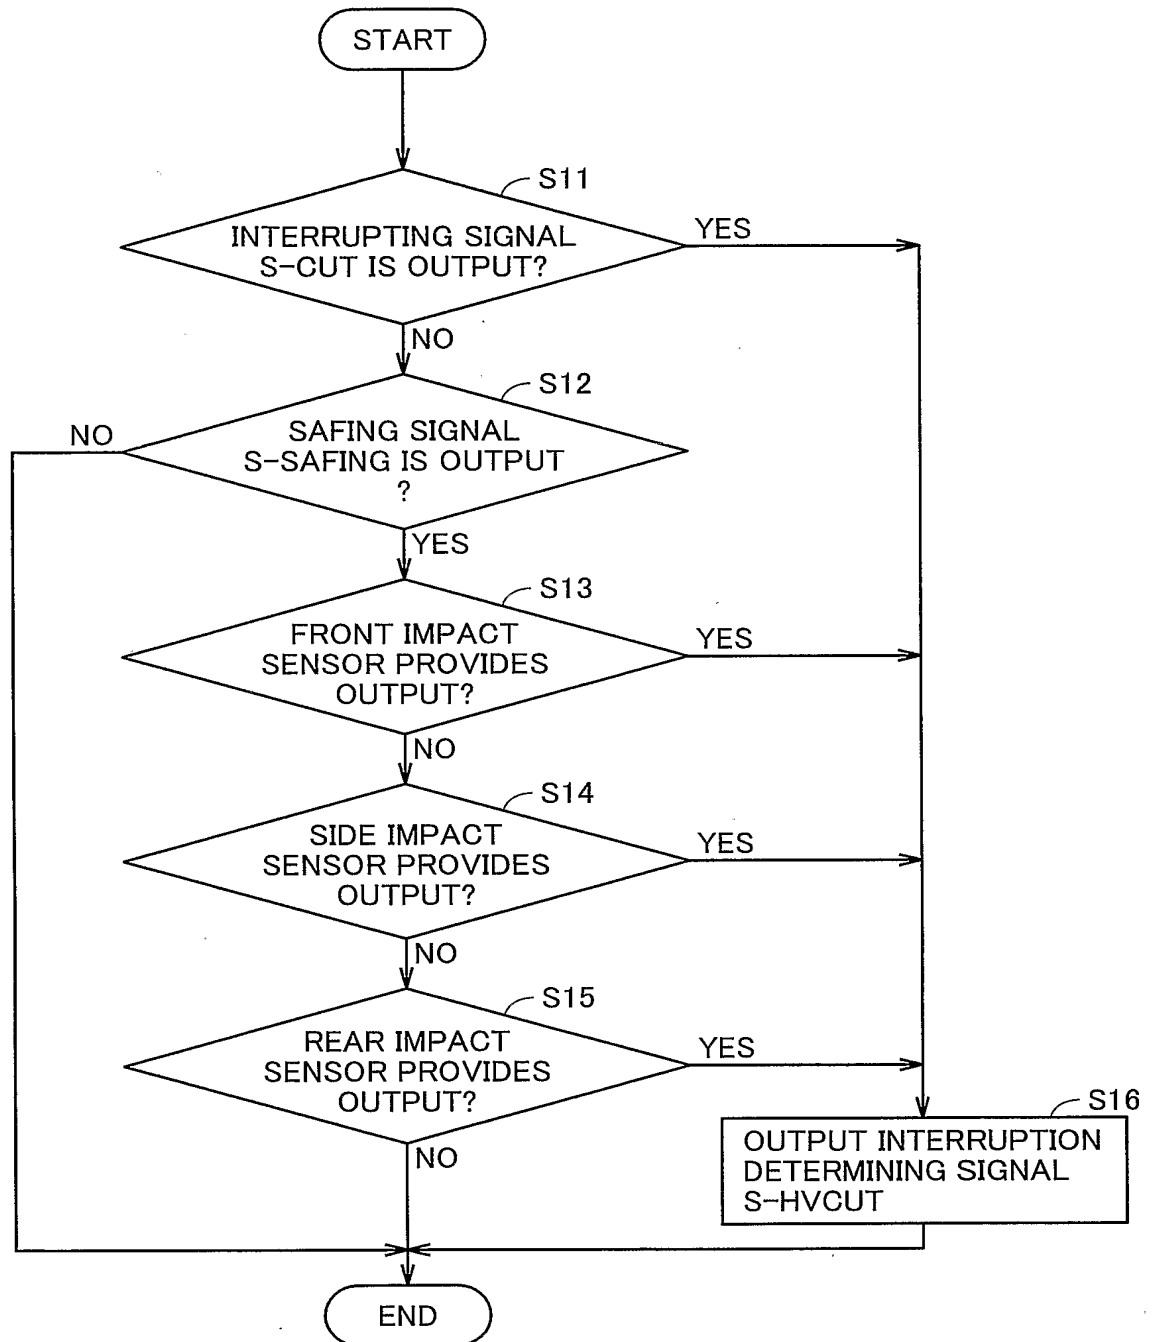 START
S11
INTERRUPTING SIGNAL
S-CUT IS OUTPUT?
YES
NO
S12
SAFING SIGNAL
S-SAFING IS OUTPUT
?
NO
YES
S13
FRONT IMPACT
SENSOR PROVIDES
OUTPUT?
YES
NO
S14
SIDE IMPACT
SENSOR PROVIDES
OUTPUT?
YES
NO
S15
REAR IMPACT
SENSOR PROVIDES
OUTPUT?
YES
NO
S16
OUTPUT INTERRUPTION
DETERMINING SIGNAL
S-HVCUT
END